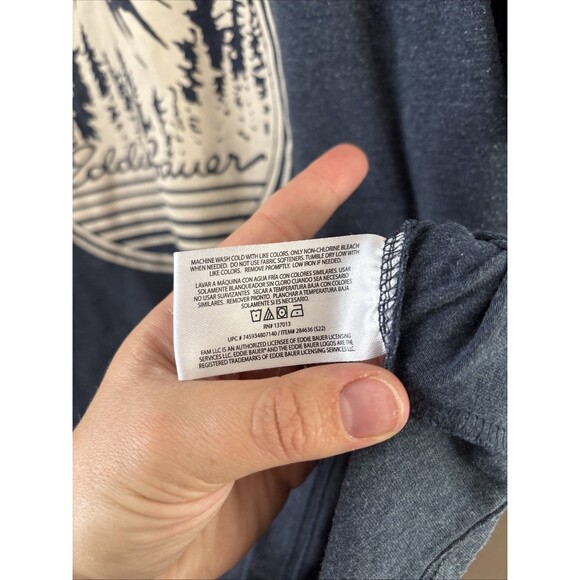 Eddie Bauer
MACHINE WASH COLD WITH LIKE COLORS, ONLY NON-CHLORINE BLEACH
WHEN NEEDED. DO NOT USE FABRIC SOFTENERS. TUMBLE DRY LOW WITH
LIKE COLORS. REMOVE PROMPTLY. LOW IRON IF NEEDED.
LAVAR A MÁQUINA CON AGUA FRÍA CON COLORES SIMILARES. USAR
SOLAMENTE BLANQUEADOR SIN CLORO CUANDO SEA NECESARIO
NO USAR SUAVIZANTES SECAR A TEMPERATURA BAJA CON COLORES
SIMILARES. REMOVER PRONTO. PLANCHAR A TEMPERATURA BAJA
SOLAMENTE SI ES NECESARIO.
RN# 137013
UPC # 745934807140 / ITEM# 284636 (S22)
FAM LLC IS AN AUTHORIZED LICENSEE OF EDDIE BAUER LICENSING
SERVICES LLC. EDDIE BAUER® AND THE EDDIE BAUER LOGOS ARE THE
REGISTERED TRADEMARKS OF EDDIE BAUER LICENSING SERVICES LLC.